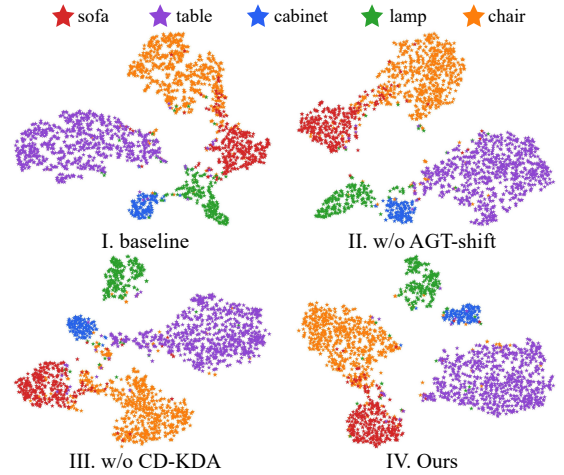 sofa table cabinet lamp chair
I. baseline
II. w/o AGT-shift
III. w/o CD-KDA
IV. Ours